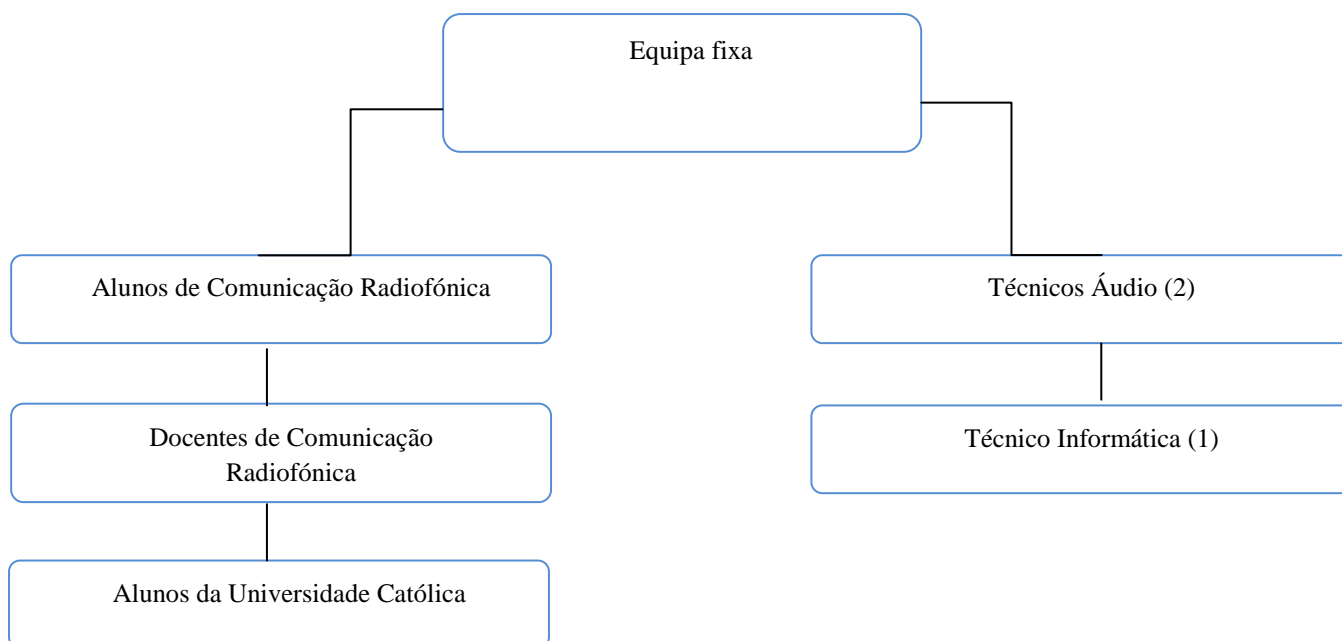 Equipa fixa
Alunos de Comunicação Radiofónica
Técnicos Áudio (2)
Docentes de Comunicação
Radiofónica
Técnico Informática (1)
Alunos da Universidade Católica